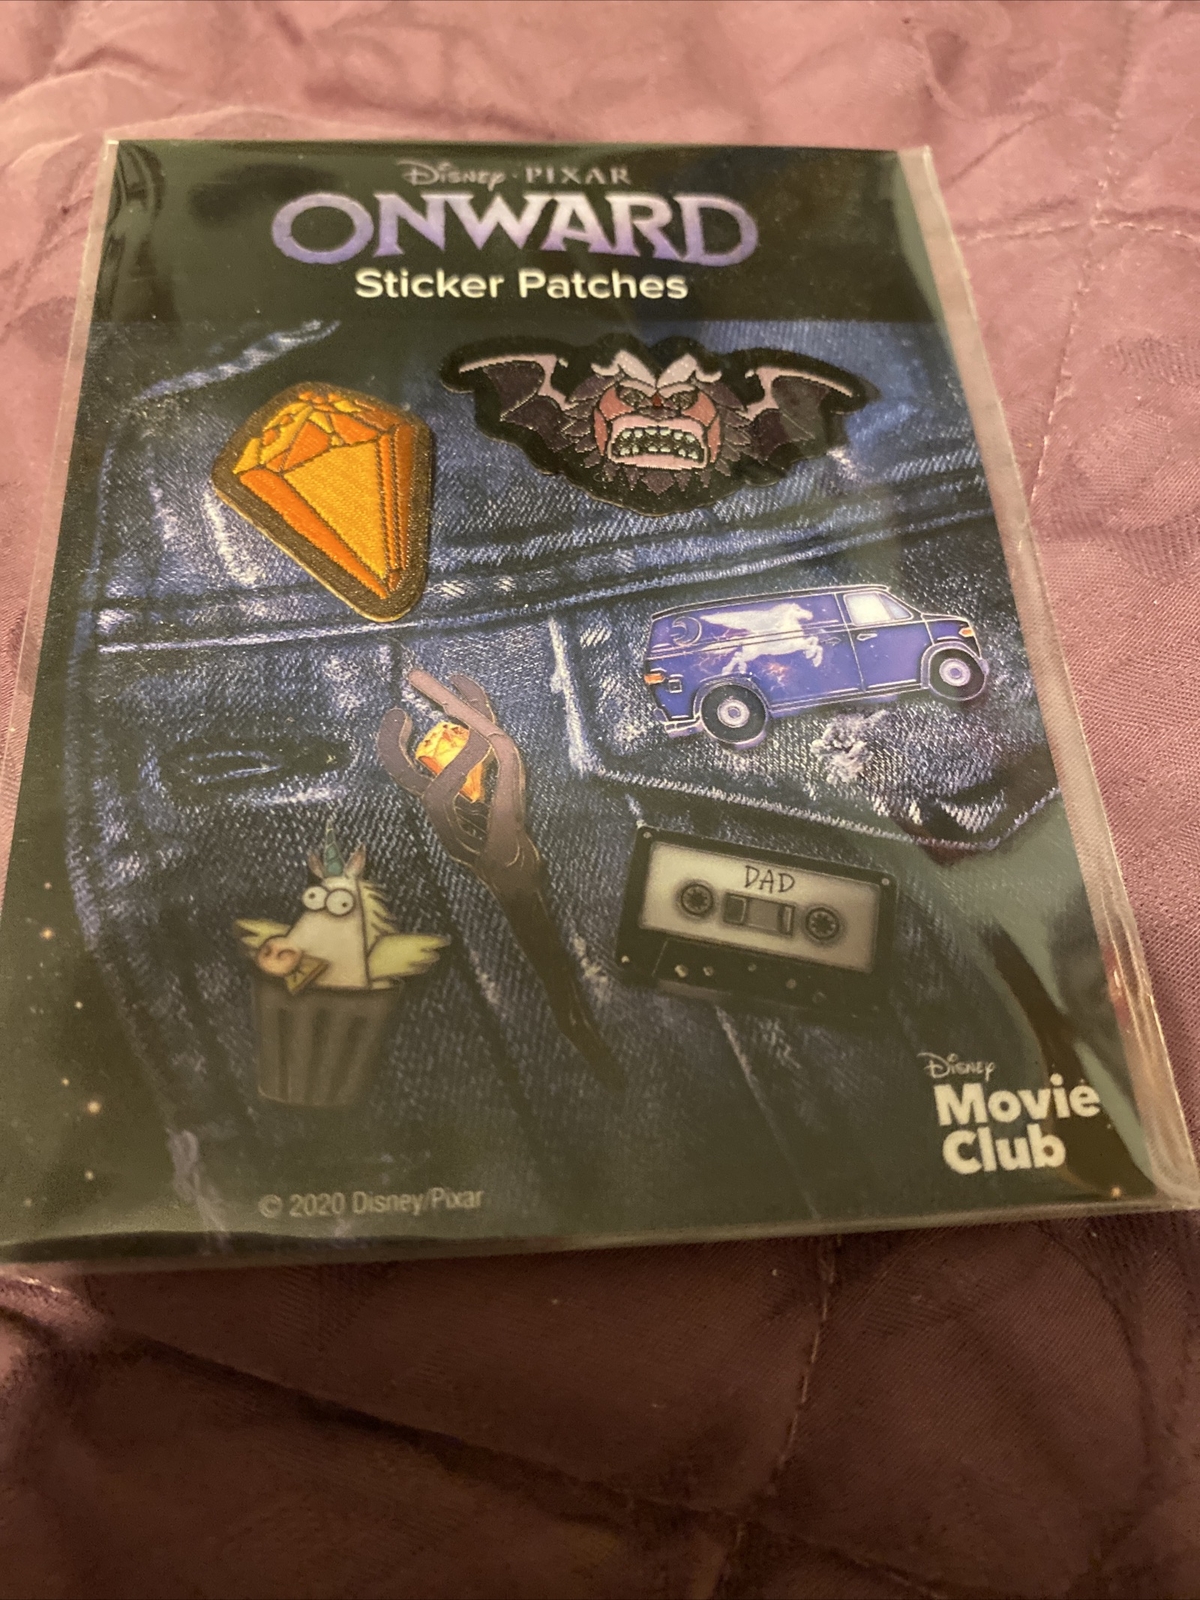 Disney · PIXAR
ONWARD
Sticker Patches
DAD
Disney
Movie
Club
© 2020 Disney/Pixar